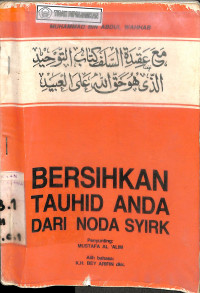 MUHAMMAD BIN ABDUL WAHHAB
مع عقيدة السلف كتاب التوحيد
الذي هو حق الله على العبيد
BERSIHKAN
TAUHID ANDA
DARI NODA SYIRK
Penyunting:
MUSTAFA AL 'ALIM
Alih bahasa:
K.H. BEY ARIFIN dkk.